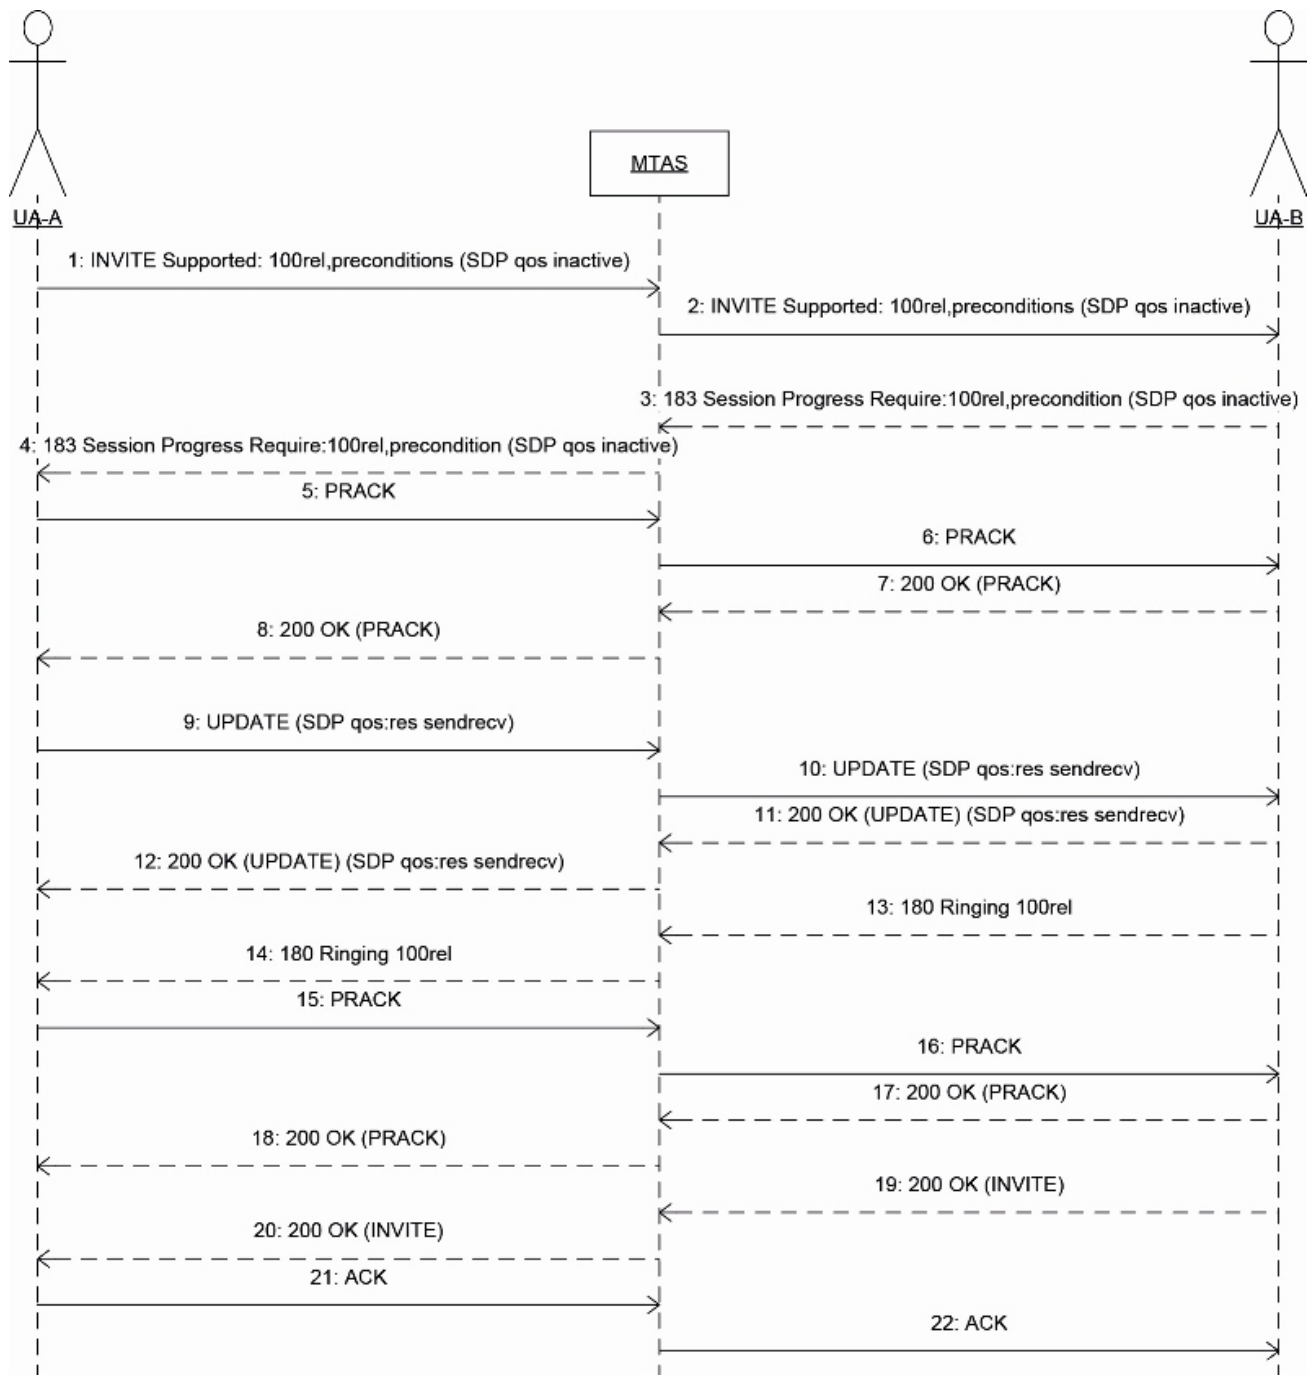 MTAS
UA-A
UA-B
1: INVITE Supported: 100rel,preconditions (SDP qos inactive)
2: INVITE Supported: 100rel,preconditions (SDP qos inactive)
3: 183 Session Progress Require:100rel,precondition (SDP qos inactive)
4: 183 Session Progress Require:100rel,precondition (SDP qos inactive)
5: PRACK
6: PRACK
7: 200 OK (PRACK)
8: 200 OK (PRACK)
9: UPDATE (SDP qos:res sendrecv)
10: UPDATE (SDP qos:res sendrecv)
11: 200 OK (UPDATE) (SDP qos:res sendrecv)
12: 200 OK (UPDATE) (SDP qos:res sendrecv)
13: 180 Ringing 100rel
14: 180 Ringing 100rel
15: PRACK
16: PRACK
17: 200 OK (PRACK)
18: 200 OK (PRACK)
19: 200 OK (INVITE)
20: 200 OK (INVITE)
21: ACK
22: ACK